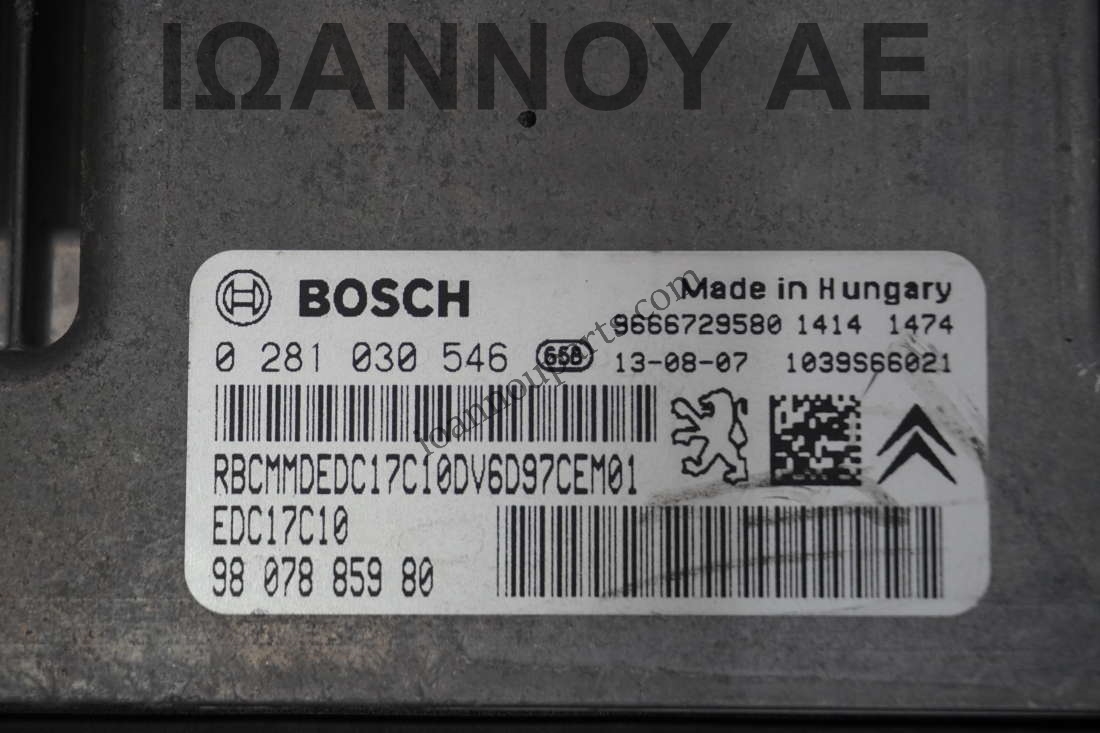 ΙΩΑΝΝΟΥ ΑΕ
BOSCH
Made in Hungary
9666729580 1414 1474
0 281 030 546 658 13-08-07 1039S66021
ioannouparts.com
RBCMMDEDC17C10DV6D97CEM01
EDC17C10
98 078 859 80